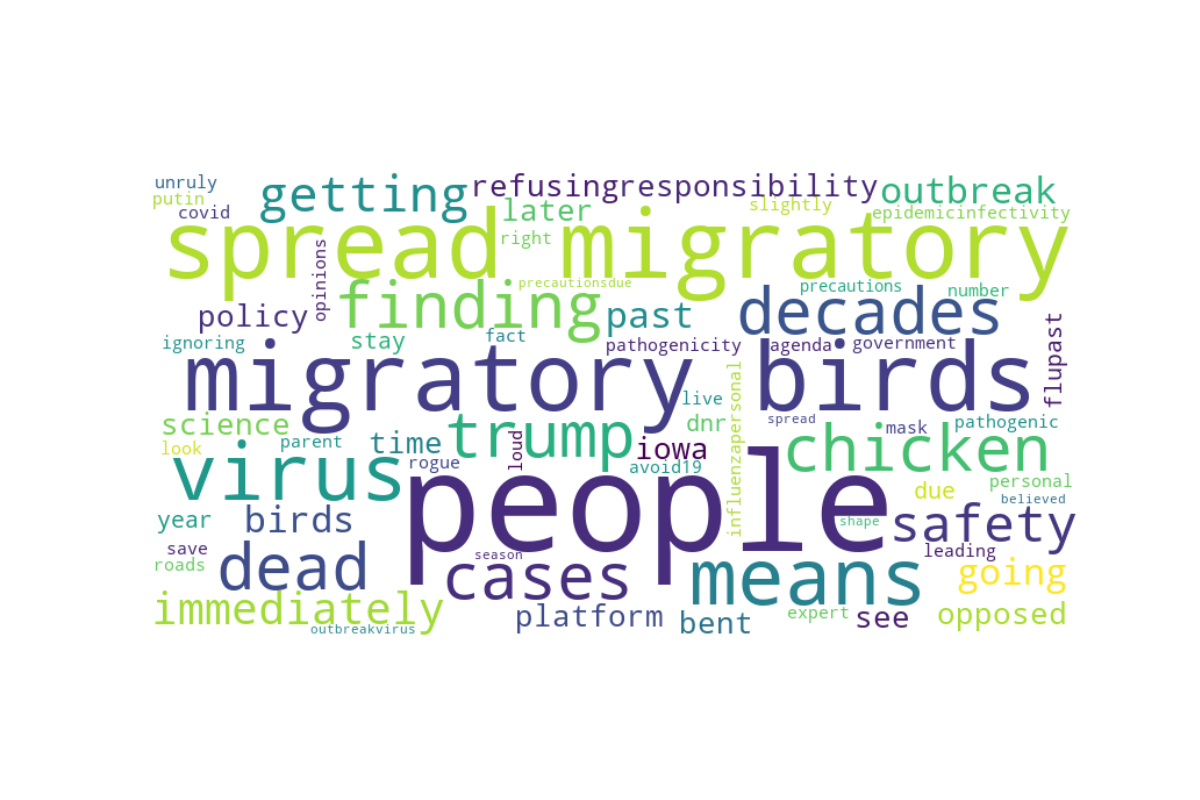 unruly
putin
covid
getting
refusing
responsibility
outbreak
later
slightly
epidemicinfectivity
right
spread migratory
opinions
precautionsdue
finding
precautions
number
decades
policy
past
flupast
ignoring
stay
fact
pathogenicity
agenda
government
migratory birds
live
influenzapersonal
science
dnr
spread
mask
pathogenic
look
parent
time
trump
loud
iowa
chicken
rogue
avoid19
virus
people
personal
due
believed
year
birds
shape
safety
save
season
leading
roads
dead
cases
means
going
immediately
outbreakvirus
platform
bent
expert
see
opposed